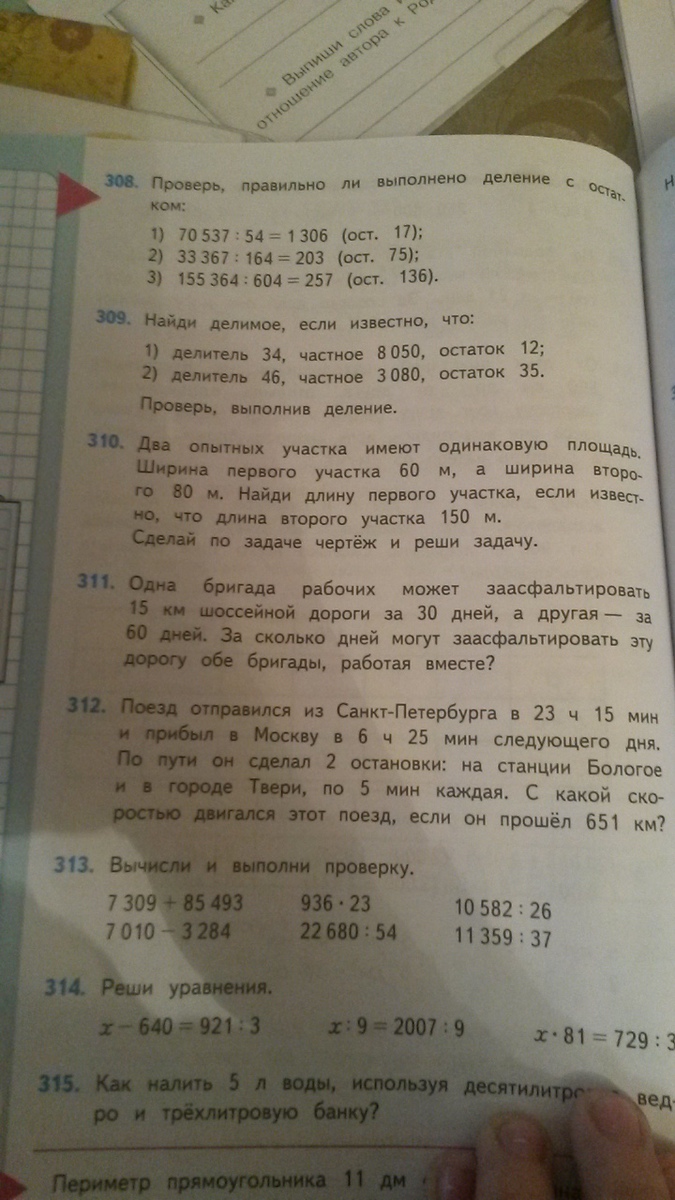 Выпиши слова
отношение автора к
308. Проверь, правильно ли выполнено деление с остат-
ком:
1) 70 537 : 54 = 1 306 (ост. 17);
2) 33 367 : 164 = 203 (ост. 75);
3) 155 364 : 604 = 257 (ост. 136).
309. Найди делимое, если известно, что:
1) делитель 34, частное 8 050, остаток 12;
2) делитель 46, частное 3 080, остаток 35.
Проверь, выполнив деление.
310. Два опытных участка имеют одинаковую площадь.
Ширина первого участка 60 м, а ширина второ-
го 80 м. Найди длину первого участка, если извест-
но, что длина второго участка 150 м.
Сделай по задаче чертёж и реши задачу.
311. Одна бригада рабочих может заасфальтировать
15 км шоссейной дороги за 30 дней, а другая — за
60 дней. За сколько дней могут заасфальтировать эту
дорогу обе бригады, работая вместе?
312. Поезд отправился из Санкт-Петербурга в 23 ч 15 мин
и прибыл в Москву в 6 ч 25 мин следующего дня.
По пути он сделал 2 остановки: на станции Бологое
и в городе Твери, по 5 мин каждая. С какой ско-
ростью двигался этот поезд, если он прошёл 651 км?
313. Вычисли и выполни проверку.
7 309 + 85 493 936 · 23 10 582 : 26
7 010 − 3 284 22 680 : 54 11 359 : 37
314. Реши уравнения.
x − 640 = 921 : 3 x : 9 = 2007 : 9 x · 81 = 729 : 3
315. Как налить 5 л воды, используя вед-
ро и трёхлитровую банку?
Периметр прямоугольника 11 дм